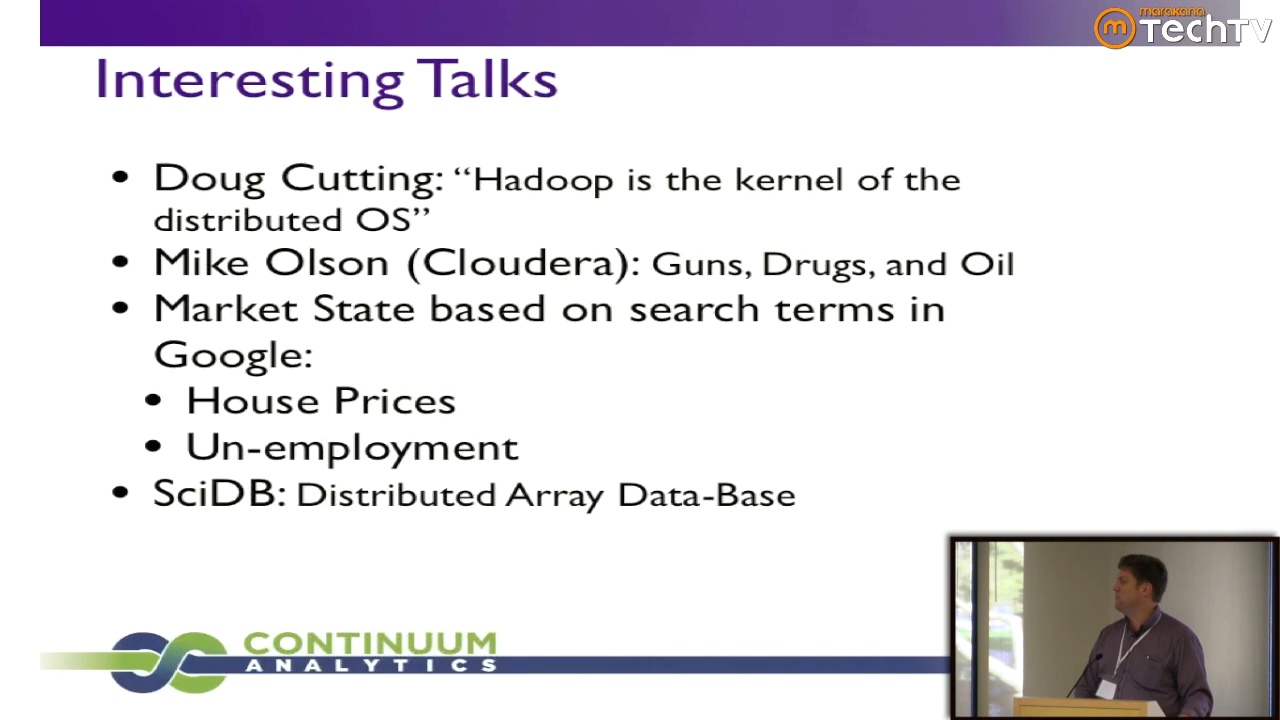 marakana
m TechTV
Interesting Talks
• Doug Cutting: “Hadoop is the kernel of the
distributed OS”
• Mike Olson (Cloudera): Guns, Drugs, and Oil
• Market State based on search terms in
Google:
• House Prices
• Un-employment
• SciDB: Distributed Array Data-Base
CONTINUUM
ANALYTICS